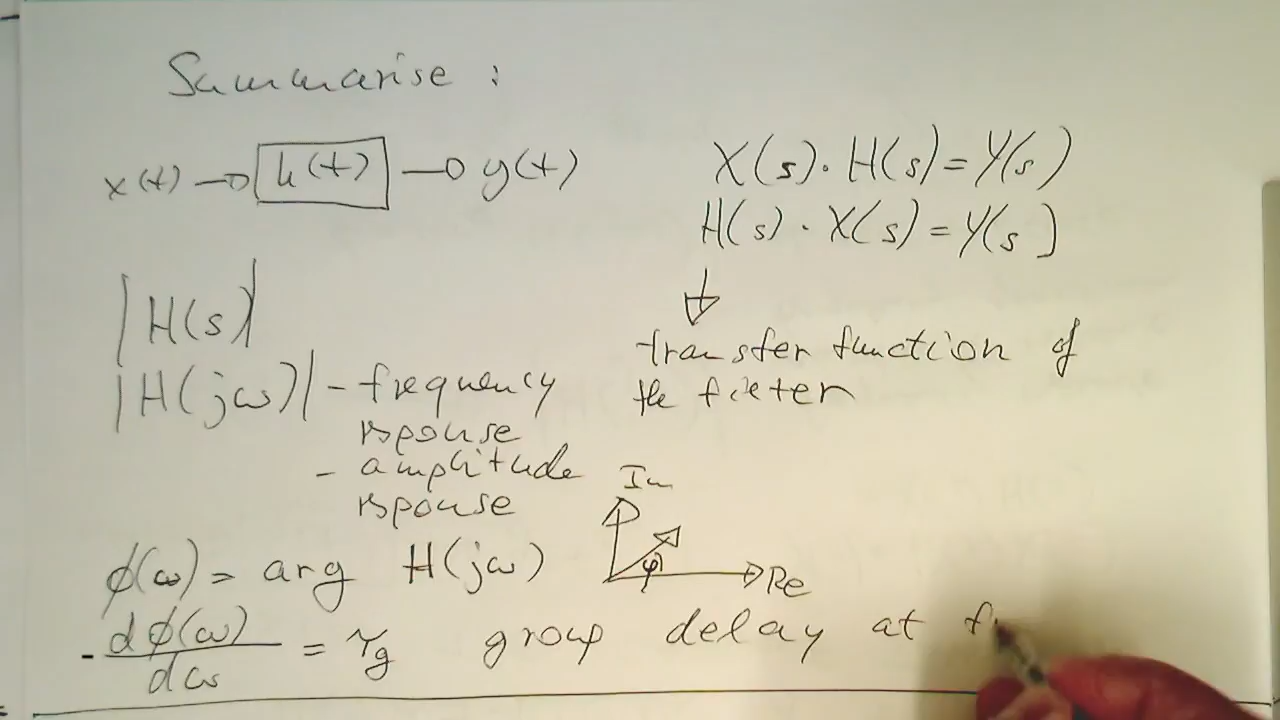 Summarise :
x(t) → h(t) → y(t)
X(s) · H(s) = Y(s)
H(s) · X(s) = Y(s)
transfer function of
the filter
|H(s)|
|H(jω)| - frequency
response
- amplitude
response
Im
Re
φ
ϕ(ω) = arg H(jω)
- dϕ(ω)/dω = τg group delay at f